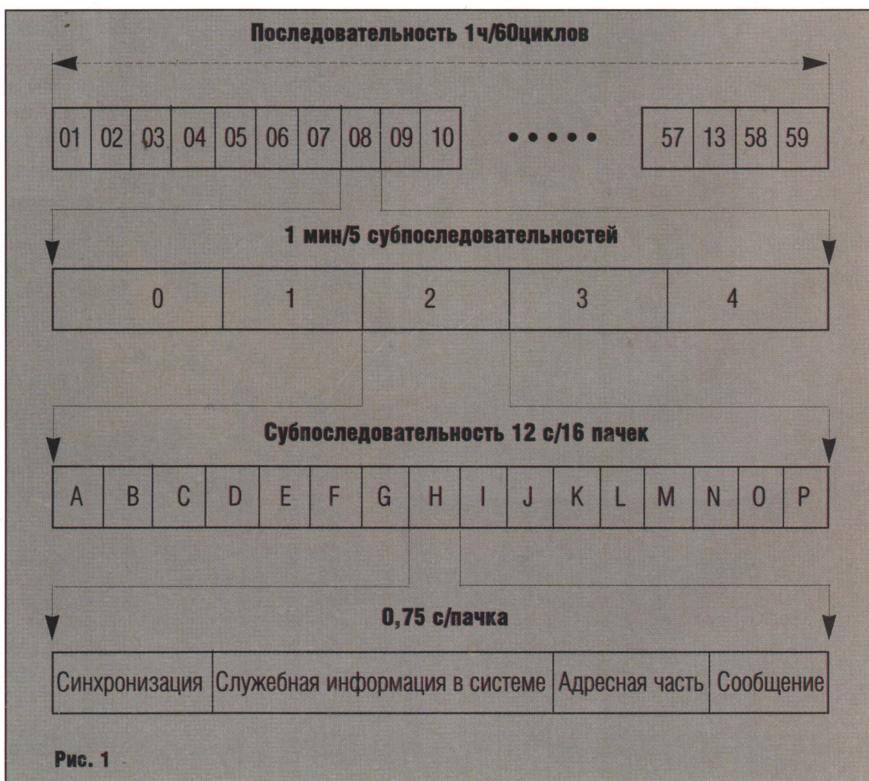 Последовательность 1ч/60циклов
01 02 03 04 05 06 07 08 09 10 ..... 57 13 58 59
1 мин/5 субпоследовательностей
0 1 2 3 4
Субпоследовательность 12 с/16 пачек
A B C D E F G H I J K L M N O P
0,75 с/пачка
Синхронизация Служебная информация в системе Адресная часть Сообщение
Рис. 1